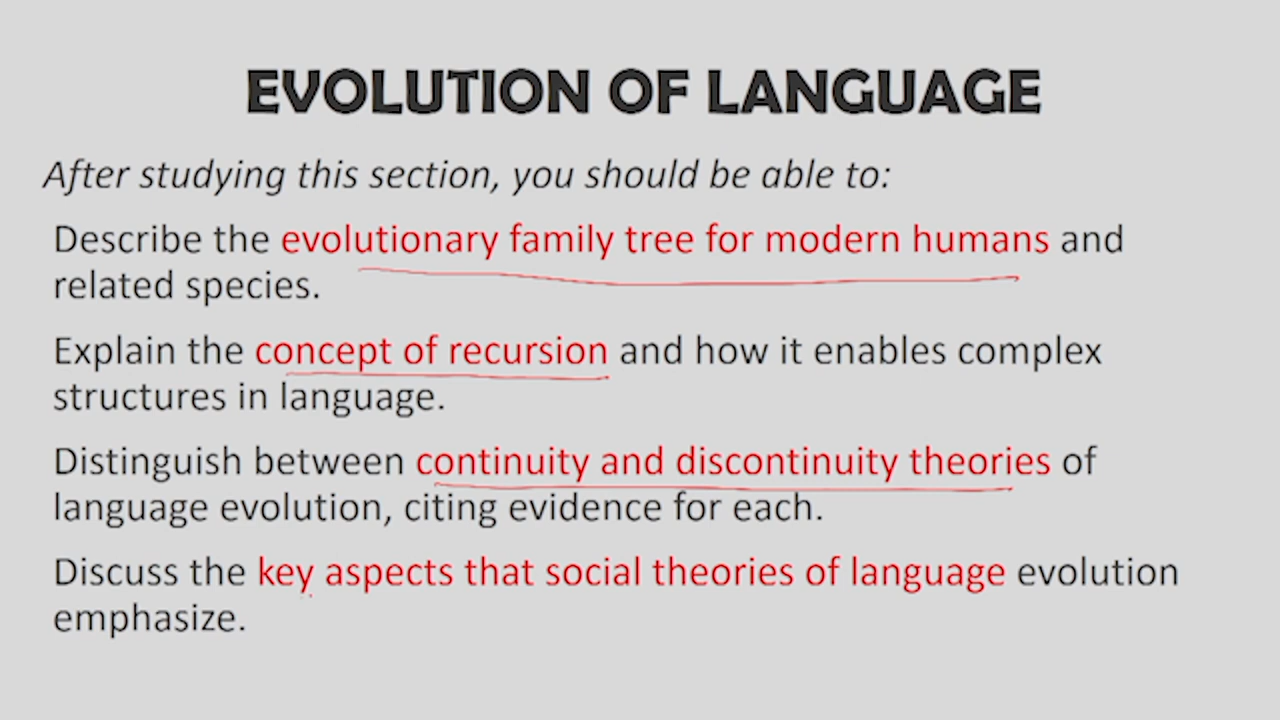 EVOLUTION OF LANGUAGE
After studying this section, you should be able to:
Describe the evolutionary family tree for modern humans and
related species.
Explain the concept of recursion and how it enables complex
structures in language.
Distinguish between continuity and discontinuity theories of
language evolution, citing evidence for each.
Discuss the key aspects that social theories of language evolution
emphasize.